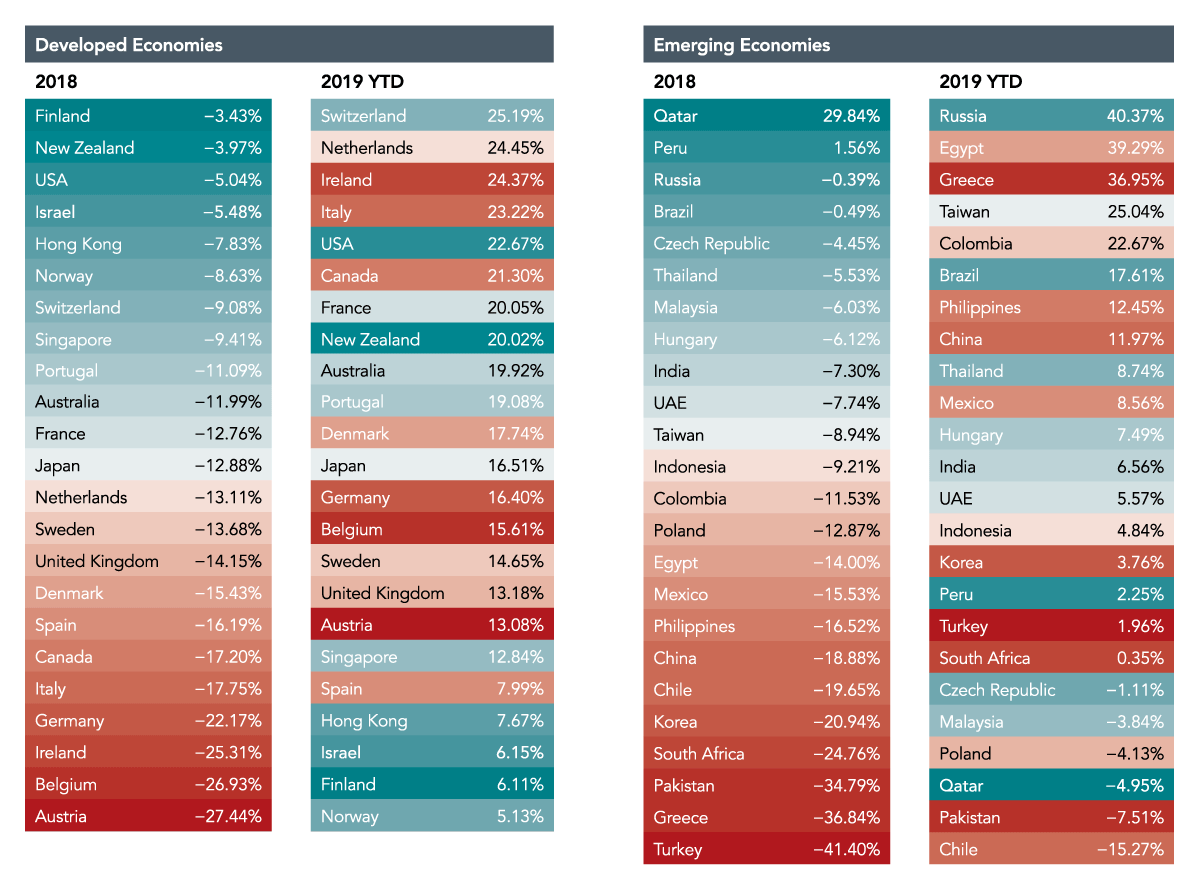 Developed Economies
2018
Finland −3.43%
New Zealand −3.97%
USA −5.04%
Israel −5.48%
Hong Kong −7.83%
Norway −8.63%
Switzerland −9.08%
Singapore −9.41%
Portugal −11.09%
Australia −11.99%
France −12.76%
Japan −12.88%
Netherlands −13.11%
Sweden −13.68%
United Kingdom −14.15%
Denmark −15.43%
Spain −16.19%
Canada −17.20%
Italy −17.75%
Germany −22.17%
Ireland −25.31%
Belgium −26.93%
Austria −27.44%
2019 YTD
Switzerland 25.19%
Netherlands 24.45%
Ireland 24.37%
Italy 23.22%
USA 22.67%
Canada 21.30%
France 20.05%
New Zealand 20.02%
Australia 19.92%
Portugal 19.08%
Denmark 17.74%
Japan 16.51%
Germany 16.40%
Belgium 15.61%
Sweden 14.65%
United Kingdom 13.18%
Austria 13.08%
Singapore 12.84%
Spain 7.99%
Hong Kong 7.67%
Israel 6.15%
Finland 6.11%
Norway 5.13%
Emerging Economies
2018
Qatar 29.84%
Peru 1.56%
Russia −0.39%
Brazil −0.49%
Czech Republic −4.45%
Thailand −5.53%
Malaysia −6.03%
Hungary −6.12%
India −7.30%
UAE −7.74%
Taiwan −8.94%
Indonesia −9.21%
Colombia −11.53%
Poland −12.87%
Egypt −14.00%
Mexico −15.53%
Philippines −16.52%
China −18.88%
Chile −19.65%
Korea −20.94%
South Africa −24.76%
Pakistan −34.79%
Greece −36.84%
Turkey −41.40%
2019 YTD
Russia 40.37%
Egypt 39.29%
Greece 36.95%
Taiwan 25.04%
Colombia 22.67%
Brazil 17.61%
Philippines 12.45%
China 11.97%
Thailand 8.74%
Mexico 8.56%
Hungary 7.49%
India 6.56%
UAE 5.57%
Indonesia 4.84%
Korea 3.76%
Peru 2.25%
Turkey 1.96%
South Africa 0.35%
Czech Republic −1.11%
Malaysia −3.84%
Poland −4.13%
Qatar −4.95%
Pakistan −7.51%
Chile −15.27%